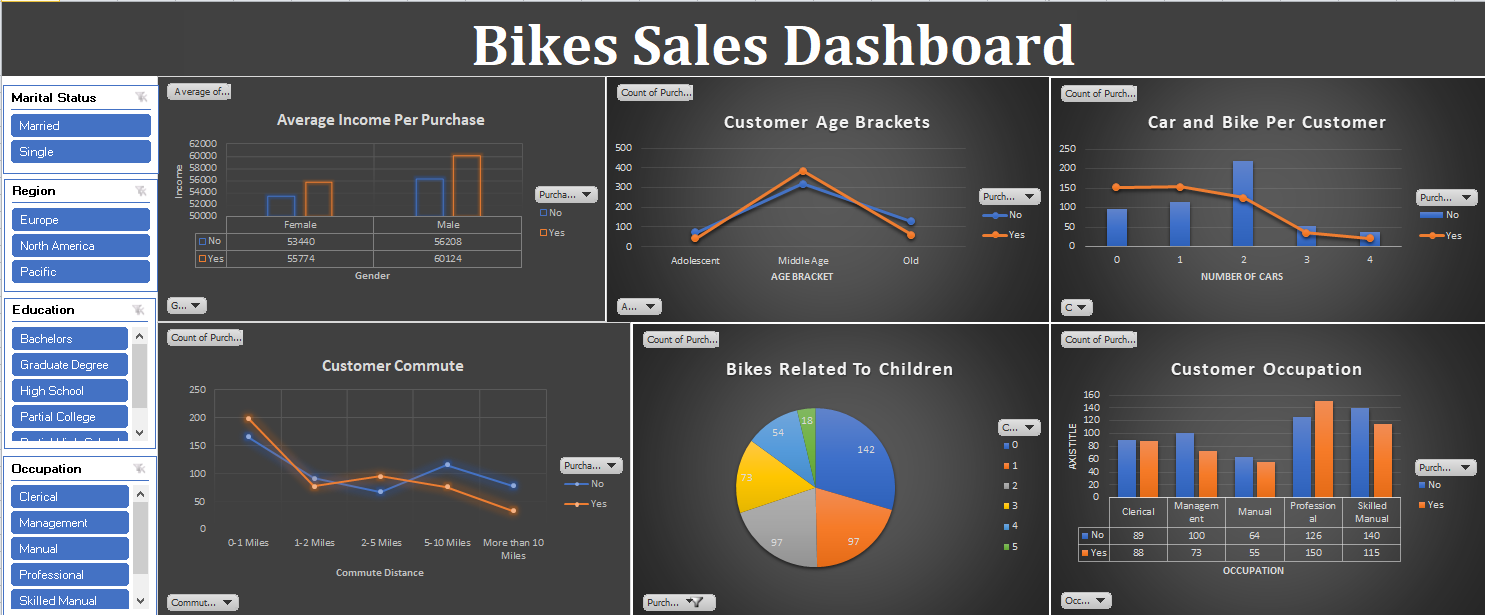 Bikes Sales Dashboard
Marital Status
Married
Single
Region
Europe
North America
Pacific
Education
Bachelors
Graduate Degree
High School
Partial College
Partial High School
Occupation
Clerical
Management
Manual
Professional
Skilled Manual
Average of...
Average Income Per Purchase
62000
60000
58000
56000
54000
52000
50000
Income
Female Male
No 53440 56208
Yes 55774 60124
Gender
Purcha...
No
Yes
G...
Count of Purch...
Customer Age Brackets
500
400
300
200
100
0
Adolescent Middle Age Old
AGE BRACKET
Purch...
No
Yes
A...
Count of Purch...
Car and Bike Per Customer
250
200
150
100
50
0
0 1 2 3 4
NUMBER OF CARS
Purch...
No
Yes
C
Count of Purch...
Customer Commute
250
200
150
100
50
0
0-1 Miles 1-2 Miles 2-5 Miles 5-10 Miles More than 10
Miles
Commute Distance
Purcha...
No
Yes
Commut...
Count of Purch...
Bikes Related To Children
18
54
142
73
97
97
C...
0
1
2
3
4
5
Purch...
Count of Purch...
Customer Occupation
160
140
120
100
80
60
40
20
0
AXIS TITLE
Clerical Managem
ent Manual Profession
al Skilled
Manual
No 89 100 64 126 140
Yes 88 73 55 150 115
OCCUPATION
Purch...
No
Yes
Occ...